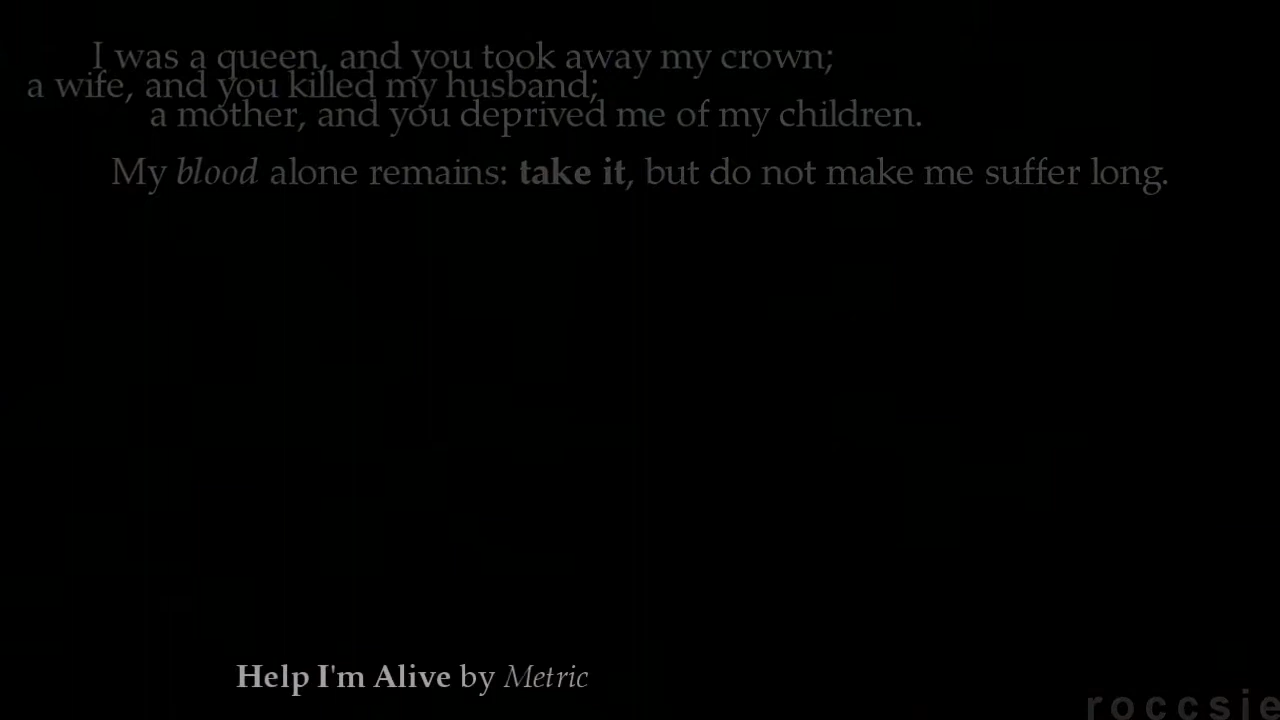 I was a queen, and you took away my crown;
a wife, and you killed my husband;
a mother, and you deprived me of my children.
My blood alone remains: take it, but do not make me suffer long.
Help I'm Alive by Metric
roccsie